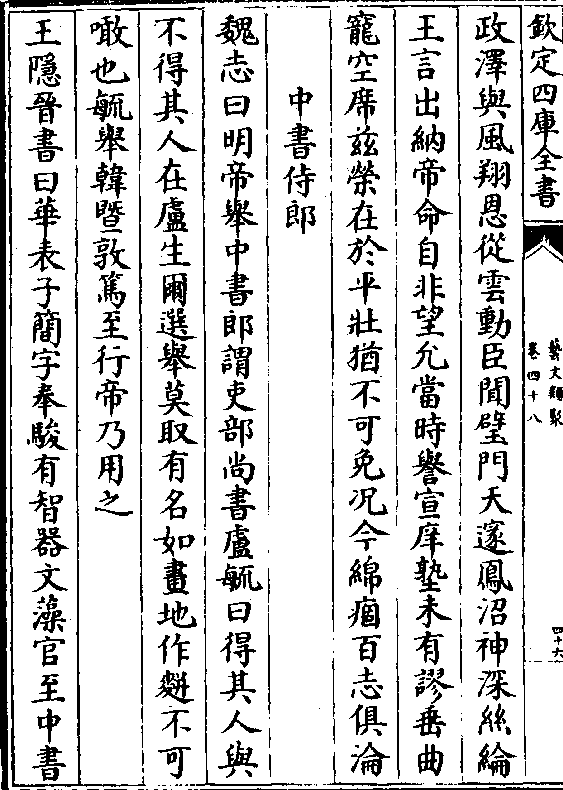 欽定四庫全書
藝文類聚
卷四十八
四十六
政澤與風翔恩從雲動臣聞璧門天邃鳳沼神深絲綸
王言出納帝命自非望允當時譽宣庠塾未有謬垂曲
寵空席兹榮在於平壯猶不可免况今綿痼百志俱淪
中書侍郎
魏志曰明帝舉中書郎謂吏部尚書盧毓曰得其人與
不得其人在盧生爾選舉莫取有名如畫地作䴵不可
噉也毓舉韓暨敦篤至行帝乃用之
王隱晉書曰華表子簡字奉駿有智器文藻官至中書